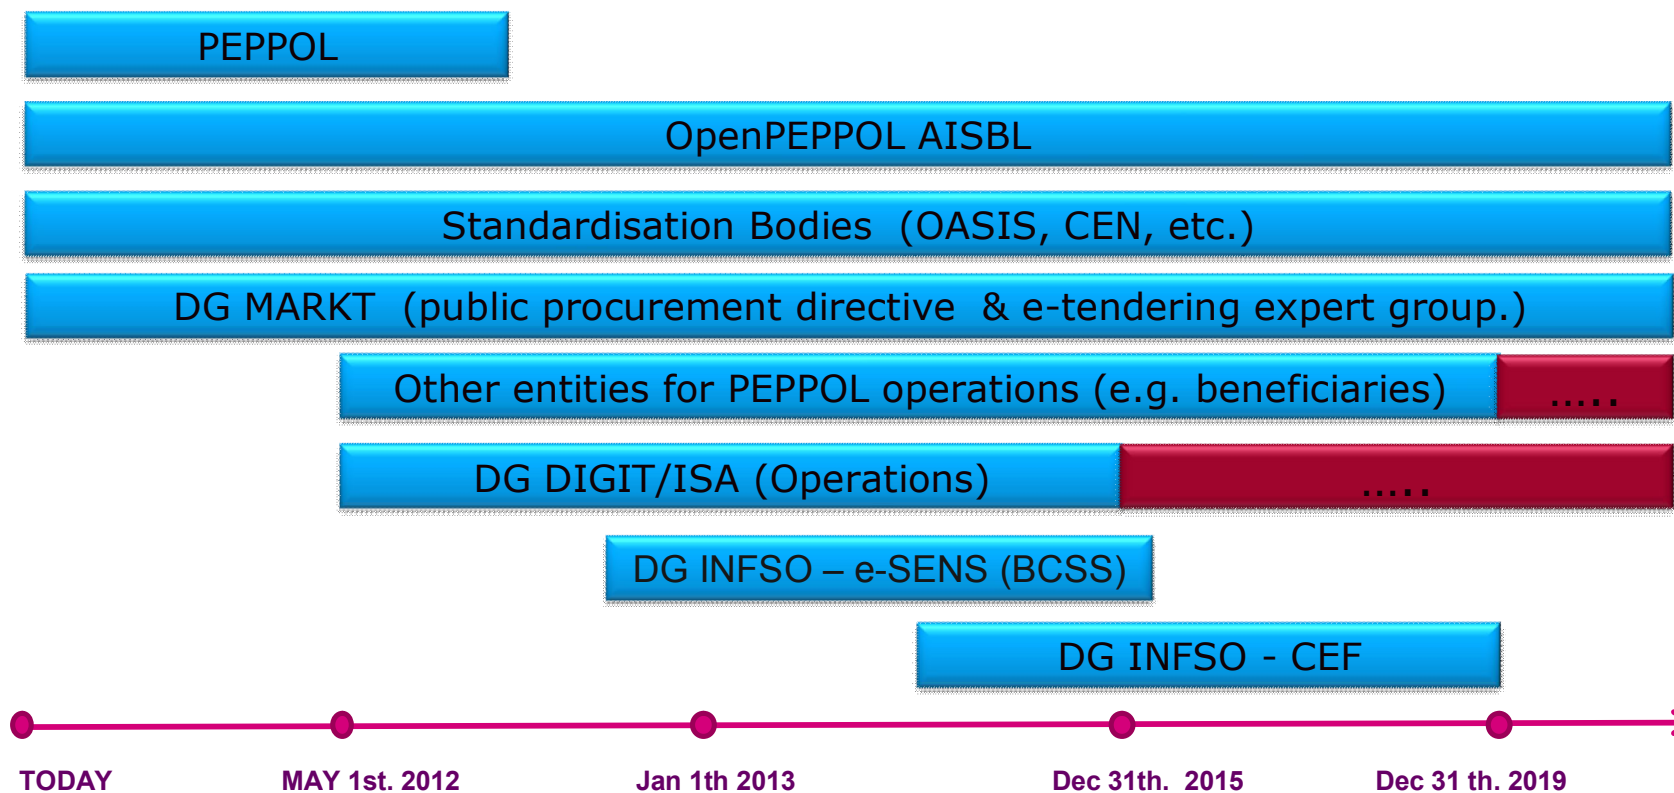 PEPPOL
OpenPEPPOL AISBL
Standardisation Bodies (OASIS, CEN, etc.)
DG MARKT (public procurement directive & e-tendering expert group.)
Other entities for PEPPOL operations (e.g. beneficiaries) …..
DG DIGIT/ISA (Operations) …..
DG INFSO – e-SENS (BCSS)
DG INFSO - CEF
TODAY MAY 1st. 2012 Jan 1th 2013 Dec 31th. 2015 Dec 31 th. 2019